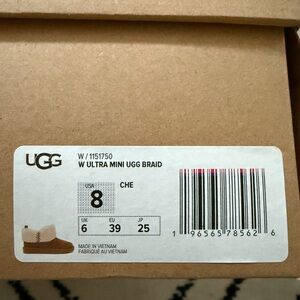 UGG
W / 1151750
W ULTRA MINI UGG BRAID
USA
8
CHE
UK EU JP
6 39 25
MADE IN VIETNAM
FABRIQUÉ AU VIETNAM
1 96565 78562 6